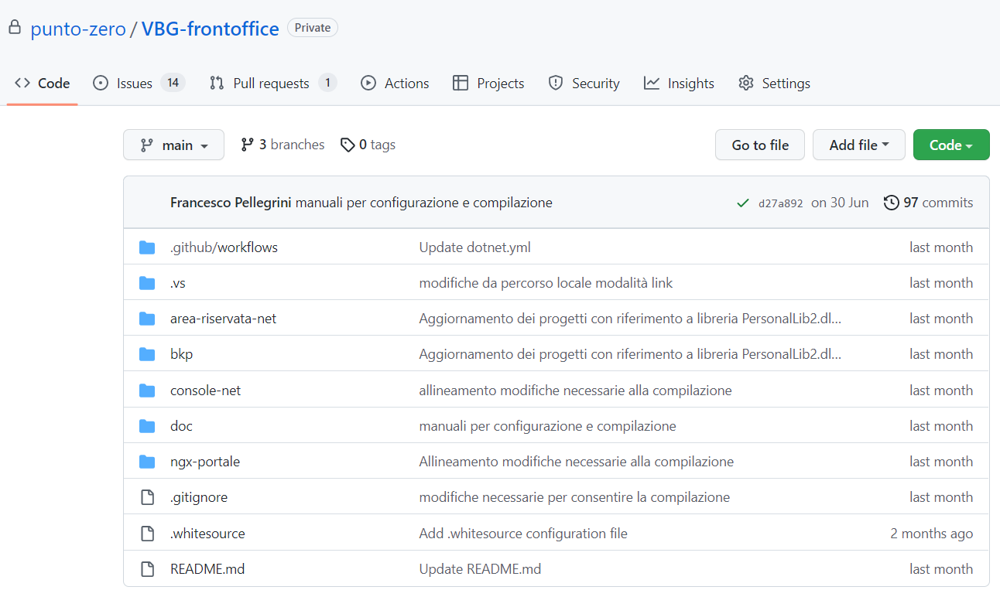 punto-zero / VBG-frontoffice Private
Code Issues 14 Pull requests 1 Actions Projects Security Insights Settings
main 3 branches 0 tags Go to file Add file Code
Francesco Pellegrini manuali per configurazione e compilazione d27a892 on 30 Jun 97 commits
.github/workflows Update dotnet.yml last month
.vs modifiche da percorso locale modalità link last month
area-riservata-net Aggiornamento dei progetti con riferimento a libreria PersonalLib2.dl... last month
bkp Aggiornamento dei progetti con riferimento a libreria PersonalLib2.dl... last month
console-net allineamento modifiche necessarie alla compilazione last month
doc manuali per configurazione e compilazione last month
ngx-portale Allineamento modifiche necessarie alla compilazione last month
.gitignore modifiche necessarie per consentire la compilazione last month
.whitesource Add .whitesource configuration file 2 months ago
README.md Update README.md last month